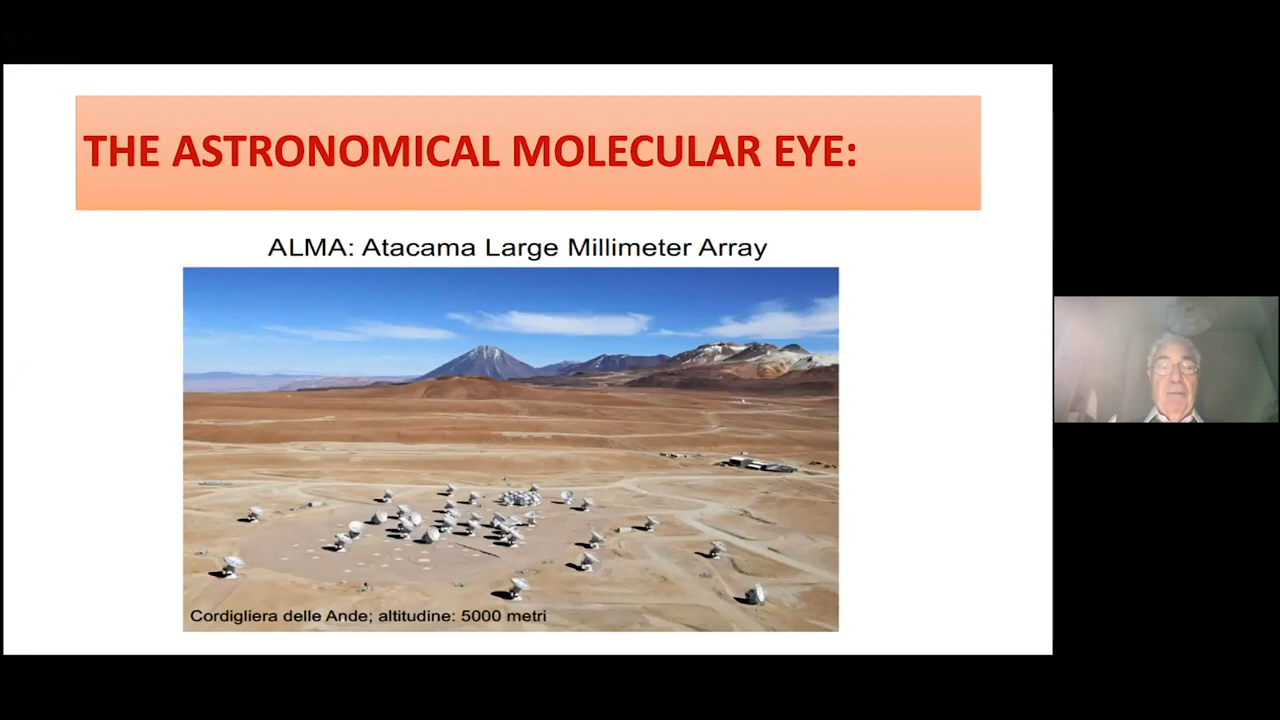 THE ASTRONOMICAL MOLECULAR EYE:
ALMA: Atacama Large Millimeter Array
Cordigliera delle Ande; altitudine: 5000 metri